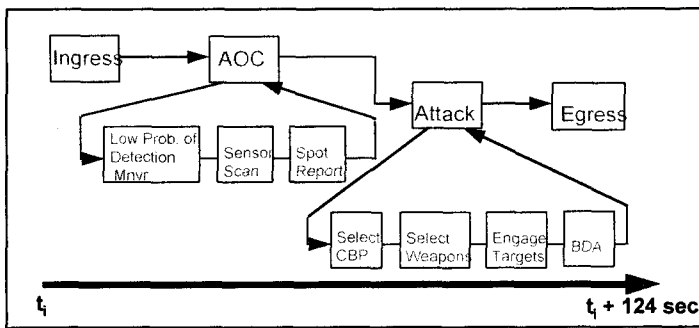 Ingress
AOC
Attack
Egress
Low Prob. of
Detection
Mnvr.
Sensor
Scan
Spot
Report
Select
CBP
Select
Weapons
Engage
Targets
BDA
ti
ti + 124 sec